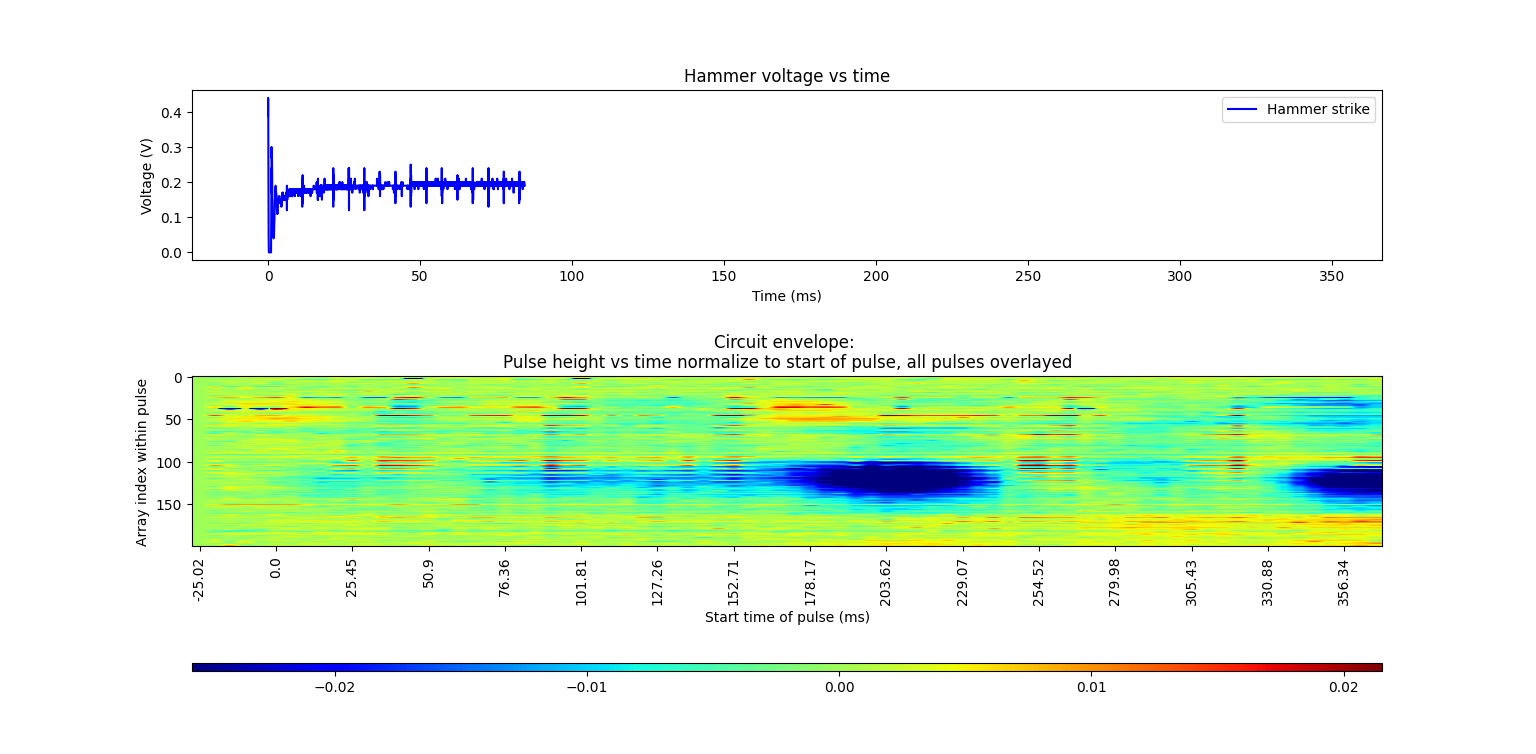 Hammer voltage vs time
Hammer strike
0.4
0.3
0.2
0.1
0.0
Voltage (V)
0 50 100 150 200 250 300 350
Time (ms)
Circuit envelope:
Pulse height vs time normalize to start of pulse, all pulses overlayed
0
50
100
150
Array index within pulse
-25.02 0.0 25.45 50.9 76.36 101.81 127.26 152.71 178.17 203.62 229.07 254.52 279.98 305.43 330.88 356.34
Start time of pulse (ms)
−0.02 −0.01 0.00 0.01 0.02